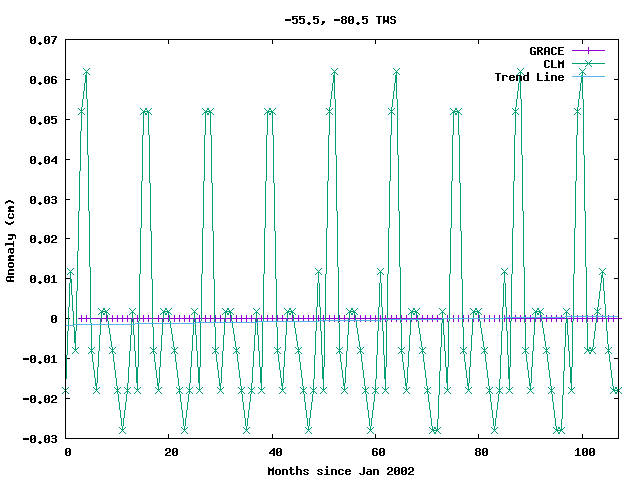 -55.5, -80.5 TWS
0.07
0.06
0.05
0.04
0.03
0.02
0.01
0
-0.01
-0.02
-0.03
Anomaly (cm)
GRACE
CLM
Trend Line
0 20 40 60 80 100
Months since Jan 2002